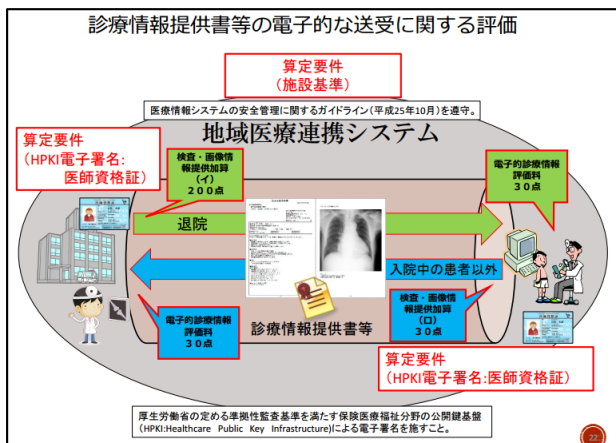 診療情報提供書等の電子的な送受に関する評価
算定要件
（施設基準）
医療情報システムの安全管理に関するガイドライン（平成25年10月）を遵守。
地域医療連携システム
算定要件
（HPKI電子署名：
医師資格証）
検査・画像情
報提供加算
（イ）
２００点
電子的診療情報
評価料
３０点
退院
入院中の患者以外
電子的診療情報
評価料
３０点
診療情報提供書等
検査・画像情
報提供加算
（ロ）
３０点
算定要件
（HPKI電子署名：医師資格証）
厚生労働省の定める準拠性監査基準を満たす保険医療福祉分野の公開鍵基盤
（HPKI:Healthcare Public Key Infrastructure)による電子署名を施すこと。
22